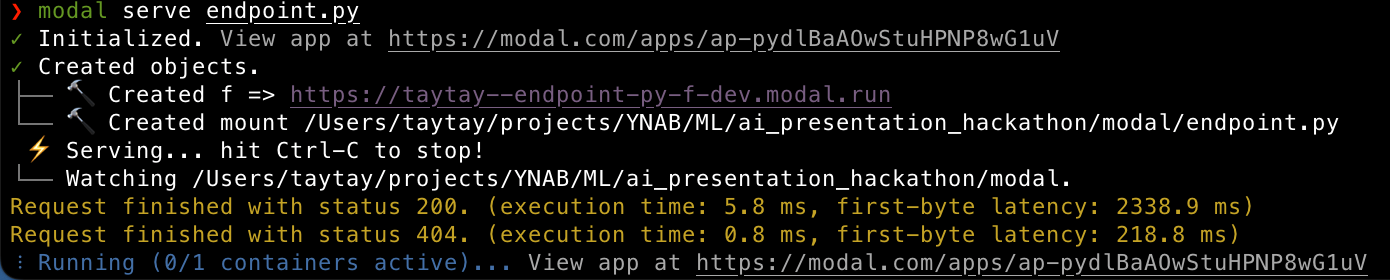 ❯ modal serve endpoint.py
✓ Initialized. View app at https://modal.com/apps/ap-pydlBaAOwStuHPNP8wG1uV
✓ Created objects.
├── 🔨 Created f => https://taytay--endpoint-py-f-dev.modal.run
└── 🔨 Created mount /Users/taytay/projects/YNAB/ML/ai_presentation_hackathon/modal/endpoint.py
⚡ Serving... hit Ctrl-C to stop!
└── Watching /Users/taytay/projects/YNAB/ML/ai_presentation_hackathon/modal.
Request finished with status 200. (execution time: 5.8 ms, first-byte latency: 2338.9 ms)
Request finished with status 404. (execution time: 0.8 ms, first-byte latency: 218.8 ms)
⋮ Running (0/1 containers active)... View app at https://modal.com/apps/ap-pydlBaAOwStuHPNP8wG1uV